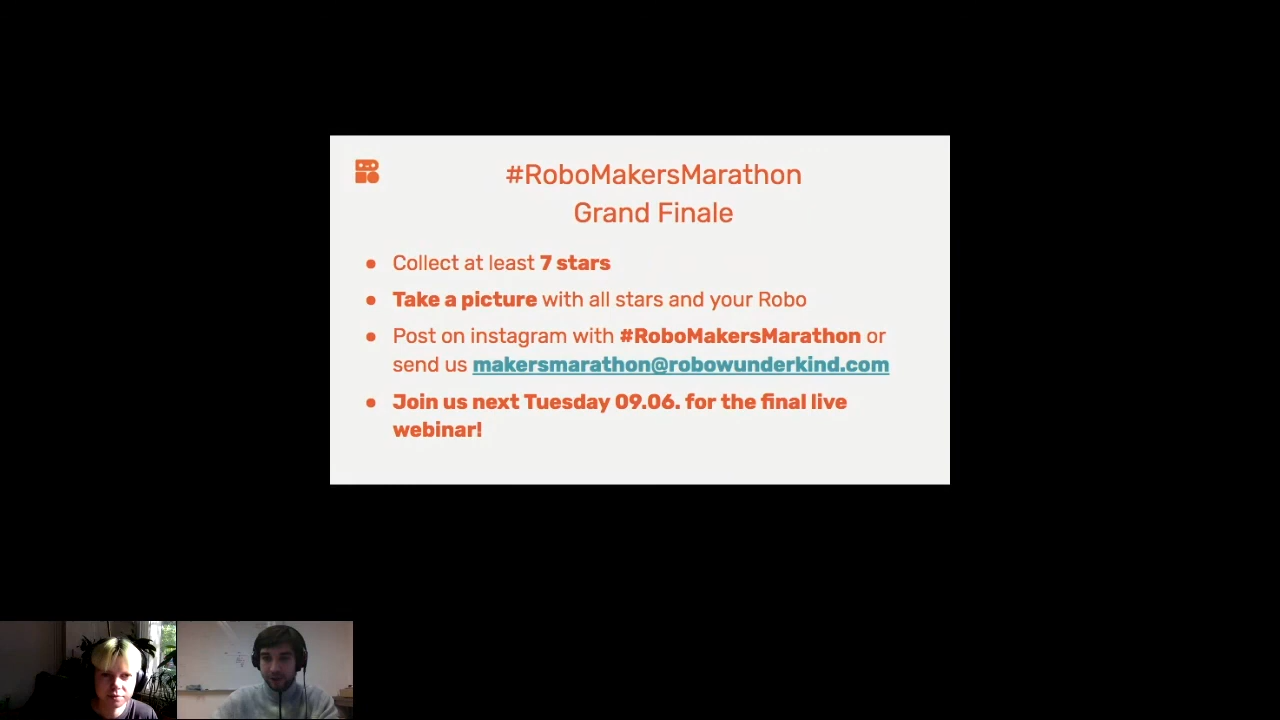 #RoboMakersMarathon
Grand Finale
● Collect at least 7 stars
● Take a picture with all stars and your Robo
● Post on instagram with #RoboMakersMarathon or
send us makersmarathon@robowunderkind.com
● Join us next Tuesday 09.06. for the final live
webinar!